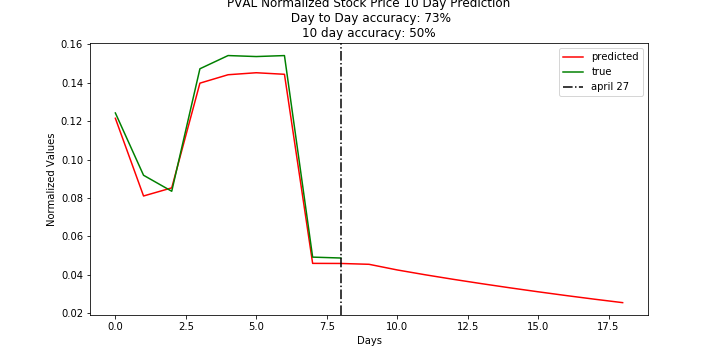 PVAL Normalized Stock Price 10 Day Prediction
Day to Day accuracy: 73%
10 day accuracy: 50%
predicted
true
april 27
Normalized Values
0.16
0.14
0.12
0.10
0.08
0.06
0.04
0.02
0.0
2.5
5.0
7.5
10.0
12.5
15.0
17.5
Days